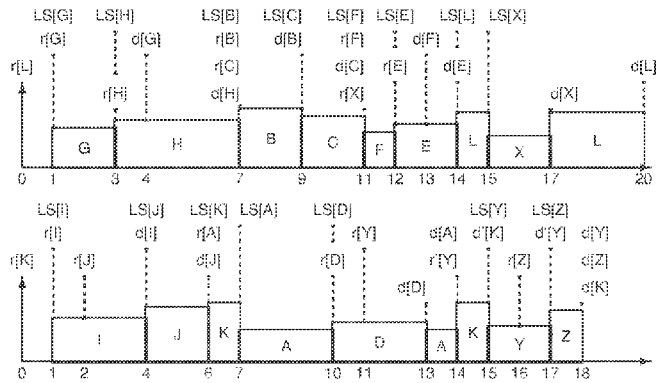 LS[G] LS[H] LS[B] LS[C] LS[F] LS[E] LS[L] LS[X]
r[G] d[G] r[B] d[B] r[F] d[F]
r[L] r[C] d[C] r[E] d[E] d[L]
r[H] d[H] r[X] d[X]
G H B C F E L X L
0 1 3 4 7 9 11 12 13 14 15 17 20
LS[I] LS[J] LS[K] LS[A] LS[D] LS[Y] LS[Z]
r[I] d[I] r[A] r[Y] d[A] d'[K] d'[Y] d[Y]
r[K] r[J] d[J] r[D] r'[Y] r[Z] d[Z]
d[D] d[K]
I J K A D A K Y Z
0 1 2 4 6 7 10 11 13 14 15 16 17 18